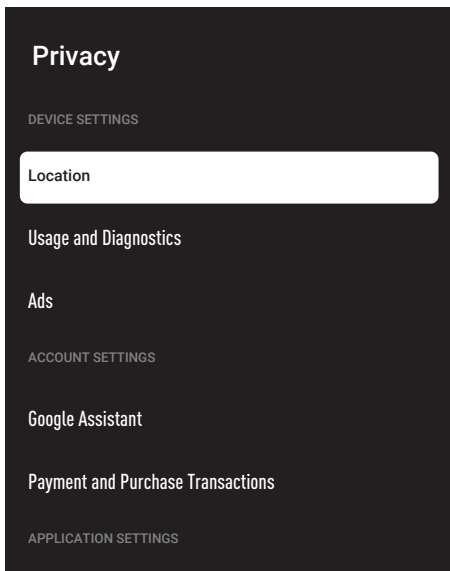 Privacy
DEVICE SETTINGS
Location
Usage and Diagnostics
Ads
ACCOUNT SETTINGS
Google Assistant
Payment and Purchase Transactions
APPLICATION SETTINGS